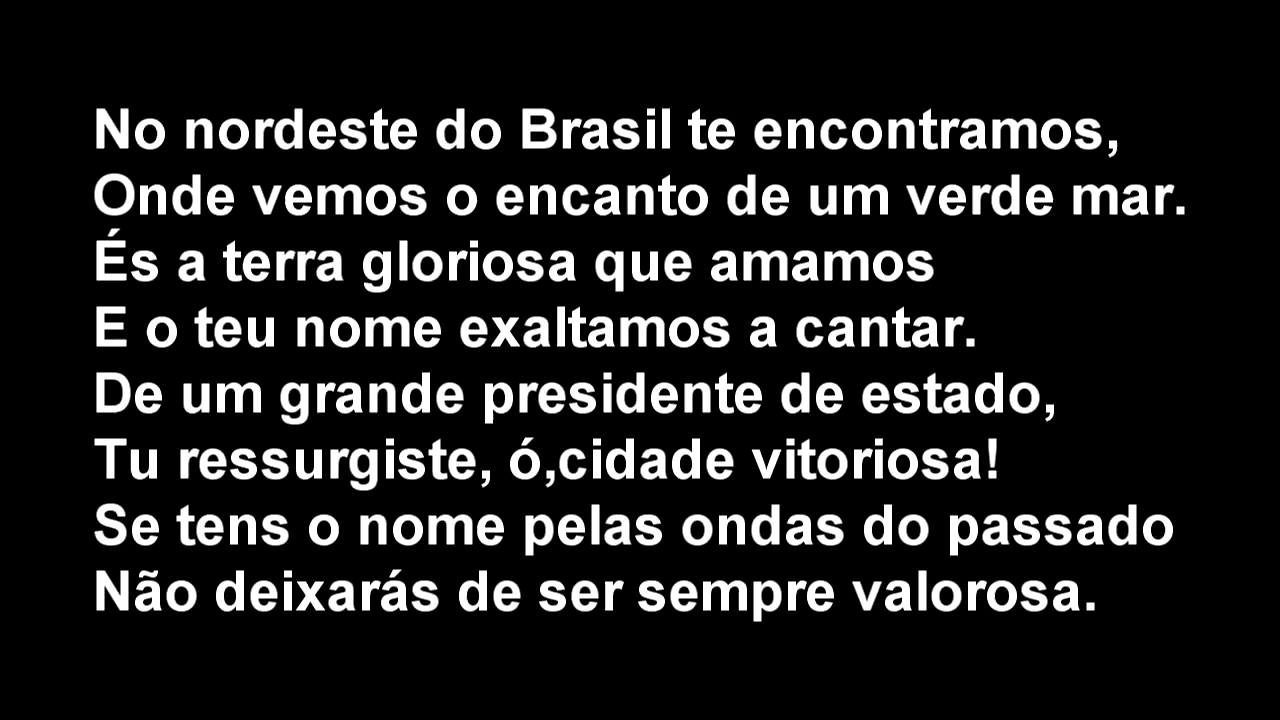 No nordeste do Brasil te encontramos,
Onde vemos o encanto de um verde mar.
És a terra gloriosa que amamos
E o teu nome exaltamos a cantar.
De um grande presidente de estado,
Tu ressurgiste, ó,cidade vitoriosa!
Se tens o nome pelas ondas do passado
Não deixarás de ser sempre valorosa.